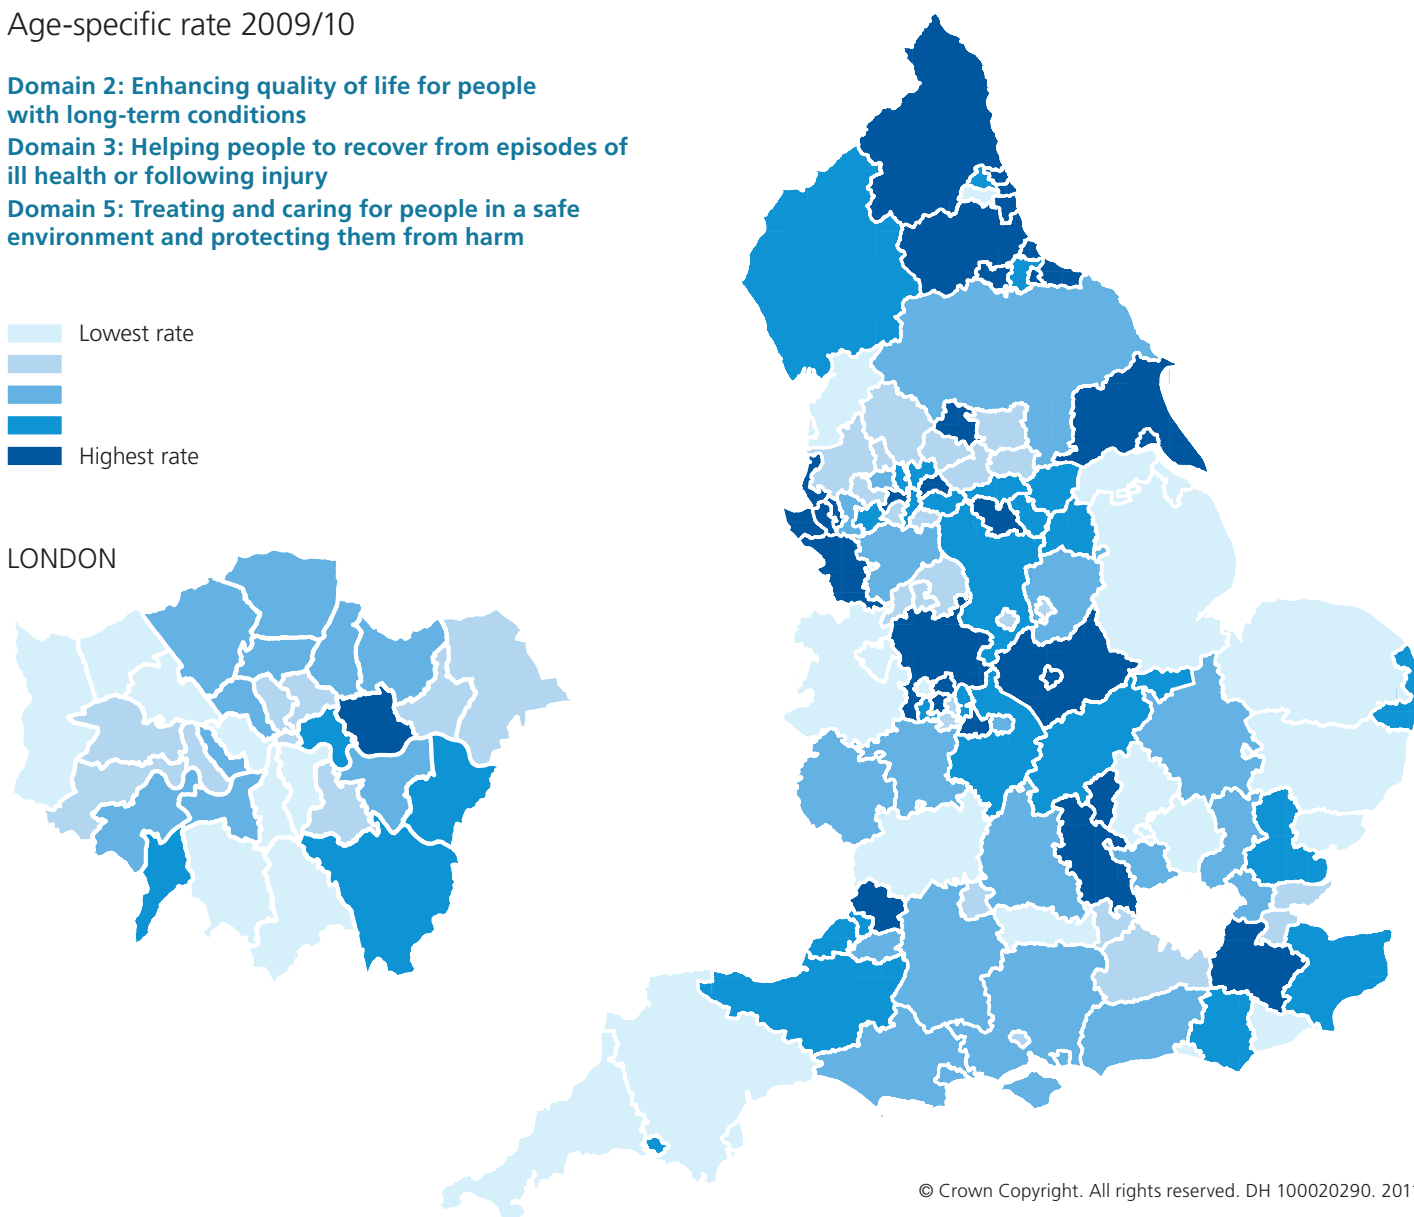 Age-specific rate 2009/10
Domain 2: Enhancing quality of life for people
with long-term conditions
Domain 3: Helping people to recover from episodes of
ill health or following injury
Domain 5: Treating and caring for people in a safe
environment and protecting them from harm
Lowest rate
Highest rate
LONDON
© Crown Copyright. All rights reserved. DH 100020290. 201